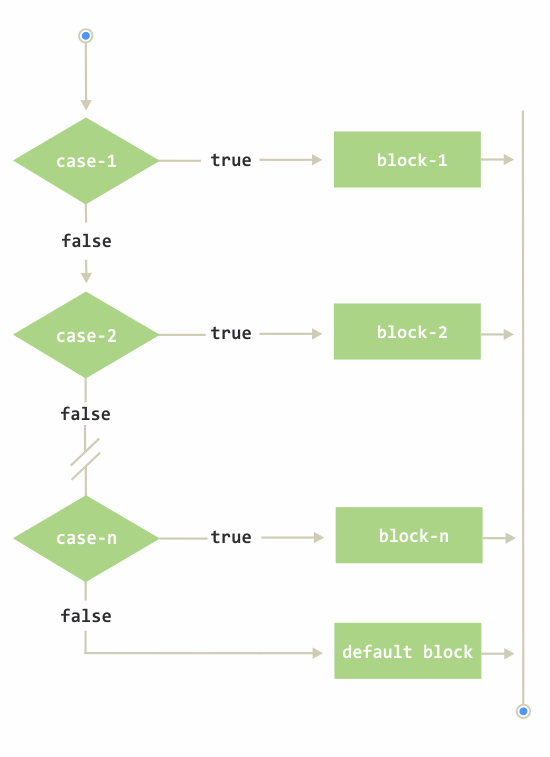 case-1
true
block-1
false
case-2
true
block-2
false
case-n
true
block-n
false
default block